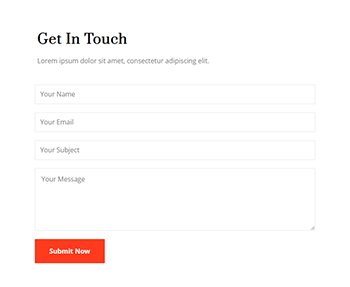 Get In Touch
Lorem ipsum dolor sit amet, consectetur adipiscing elit.
Your Name
Your Email
Your Subject
Your Message
Submit Now